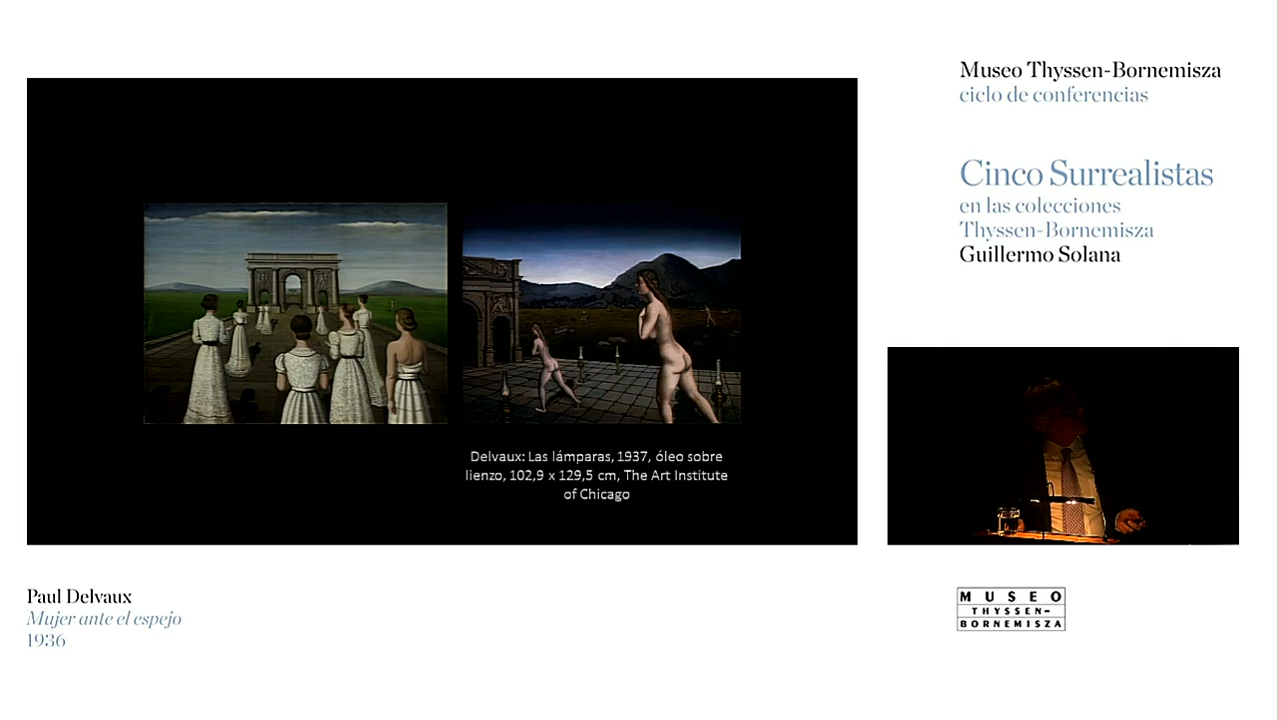 Museo Thyssen-Bornemisza
ciclo de conferencias
Cinco Surrealistas
en las colecciones
Thyssen-Bornemisza
Guillermo Solana
Delvaux: Las lámparas, 1937, óleo sobre
lienzo, 102,9 x 129,5 cm, The Art Institute
of Chicago
Paul Delvaux
Mujer ante el espejo
1936
MUSEO
THYSSEN-
BORNEMISZA